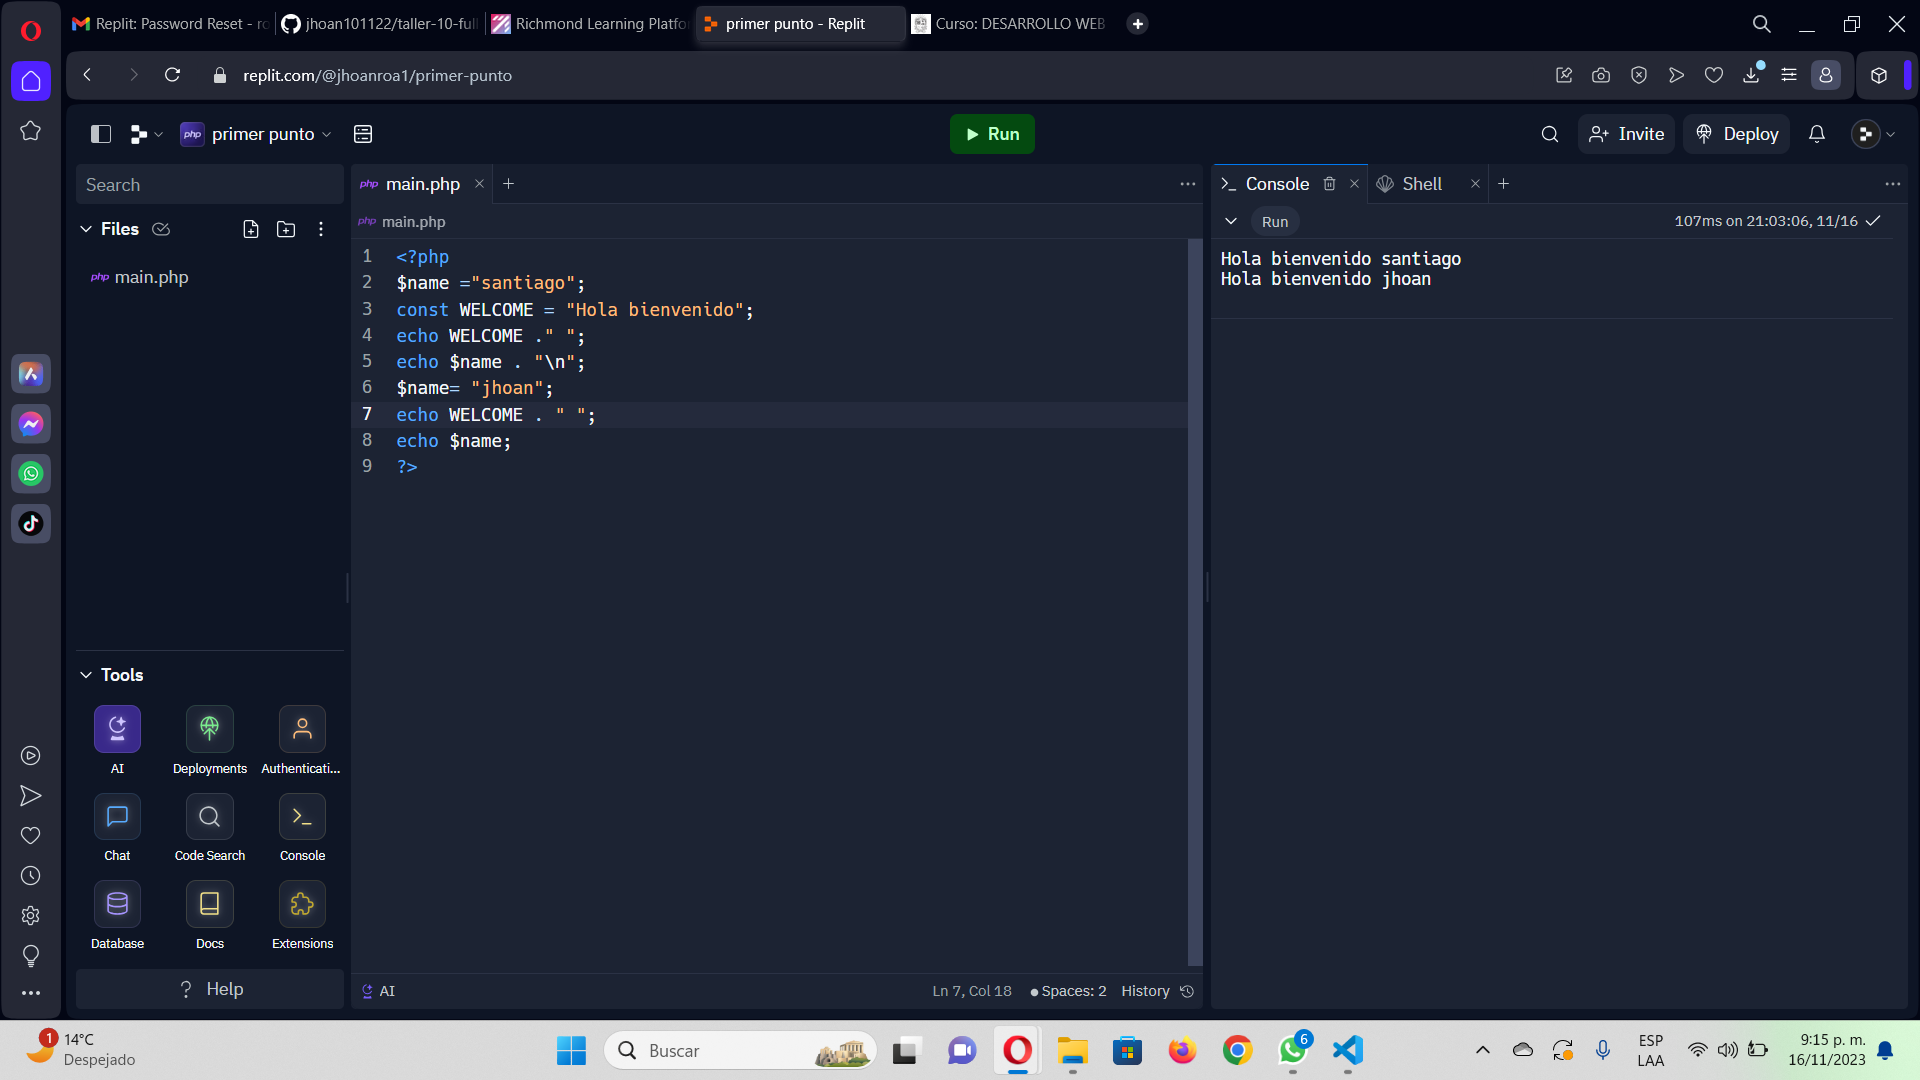 Replit: Password Reset - ro
jhoan101122/taller-10-full
Richmond Learning Platfo
primer punto - Replit
Curso: DESARROLLO WEB
replit.com/@jhoanroa1/primer-punto
php primer punto
Run
Invite
Deploy
Search
Files
php main.php
php main.php
php main.php
1 <?php
2 $name ="santiago";
3 const WELCOME = "Hola bienvenido";
4 echo WELCOME ." ";
5 echo $name . "\n";
6 $name= "jhoan";
7 echo WELCOME . " ";
8 echo $name;
9 ?>
Console
Shell
Run
107ms on 21:03:06, 11/16
Hola bienvenido santiago
Hola bienvenido jhoan
Tools
AI
Deployments
Authenticati...
Chat
Code Search
Console
Database
Docs
Extensions
? Help
AI
Ln 7, Col 18
Spaces: 2
History
1
14°C
Despejado
Buscar
6
ESP
LAA
9:15 p. m.
16/11/2023